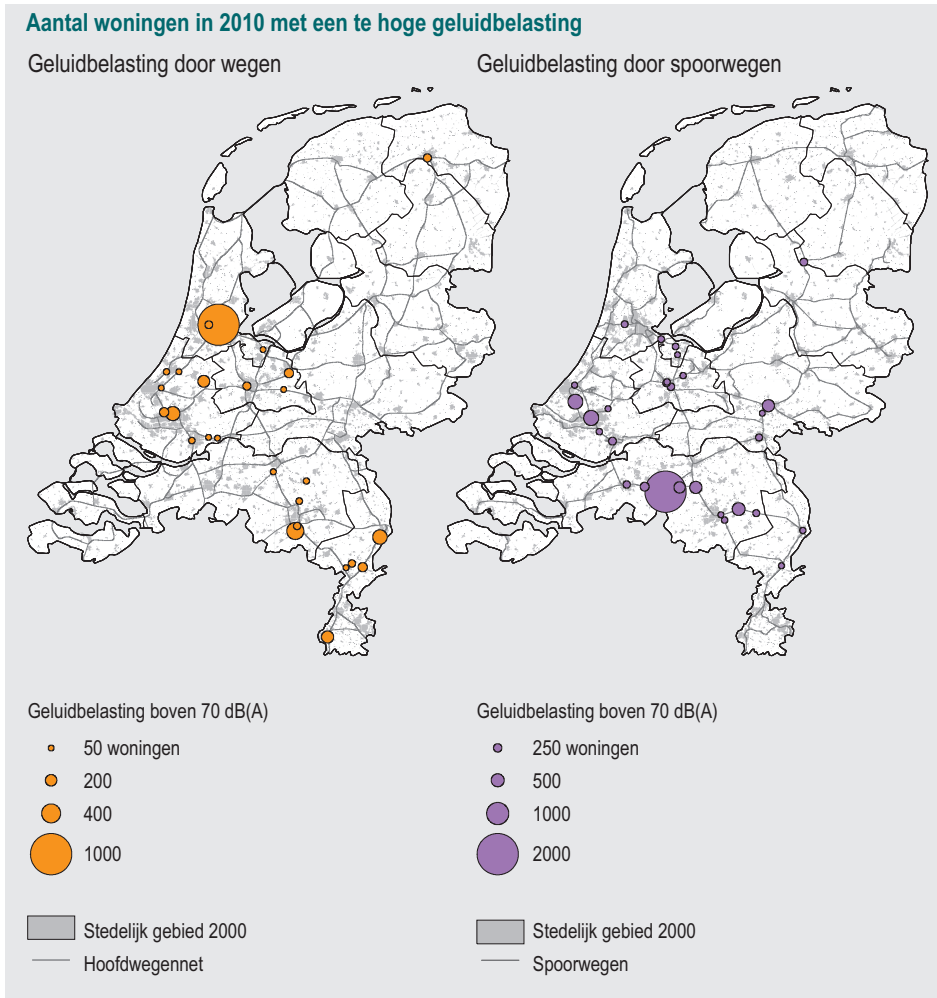 Aantal woningen in 2010 met een te hoge geluidbelasting
Geluidbelasting door wegen
Geluidbelasting door spoorwegen
Geluidbelasting boven 70 dB(A)
50 woningen
200
400
1000
Stedelijk gebied 2000
Hoofdwegennet
Geluidbelasting boven 70 dB(A)
250 woningen
500
1000
2000
Stedelijk gebied 2000
Spoorwegen